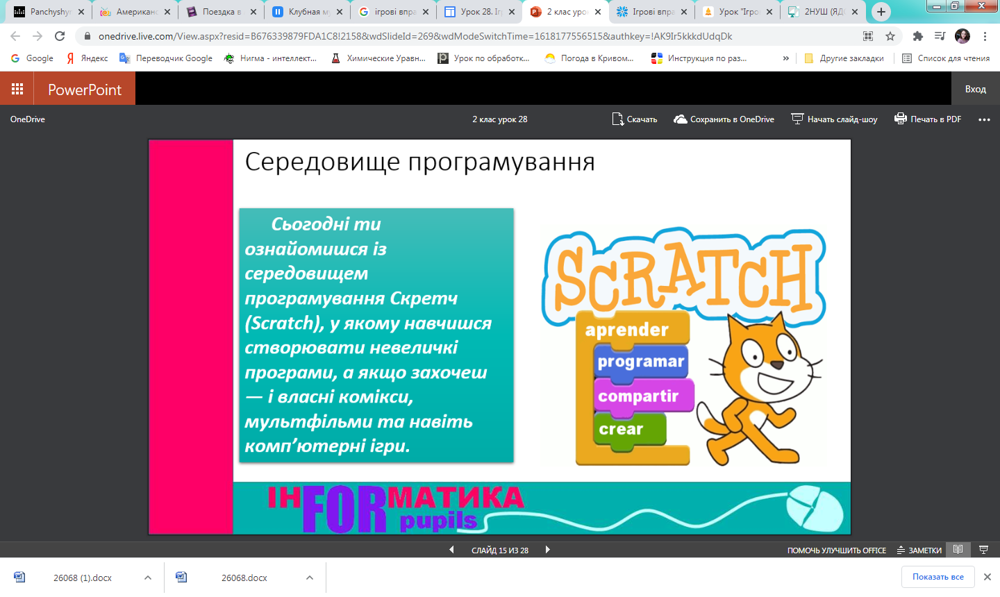 Panchyshyn
Американс
Поездка в
Клубная му
ігрові впра
Урок 28. Ігр
2 клас урок
Ігрові впра
Урок "Ігро
2НУШ (ЯД
onedrive.live.com/View.aspx?resid=B676339879FDA1C8!2158&wdSlideId=269&wdModeSwitchTime=1618177556515&authkey=!AK9Ir5kkkdUdqDk
Google Яндекс Переводчик Google Нигма - интеллект... Химические Уравн... Урок по обработк... Погода в Кривом... Инструкция по раз... » Другие закладки Список для чтения
PowerPoint Вход
OneDrive 2 клас урок 28 Скачать Сохранить в OneDrive Начать слайд-шоу Печать в PDF
Середовище програмування
Сьогодні ти
ознайомишся із
середовищем
програмування Скретч
(Scratch), у якому навчишся
створювати невеличкі
програми, а якщо захочеш
— і власні комікси,
мультфільми та навіть
комп’ютерні ігри.
SCRATCH
aprender
programar
compartir
crear
ІНFORМАТИКА
pupils
СЛАЙД 15 ИЗ 28 ПОМОЧЬ УЛУЧШИТЬ OFFICE ЗАМЕТКИ
26068 (1).docx 26068.docx Показать все